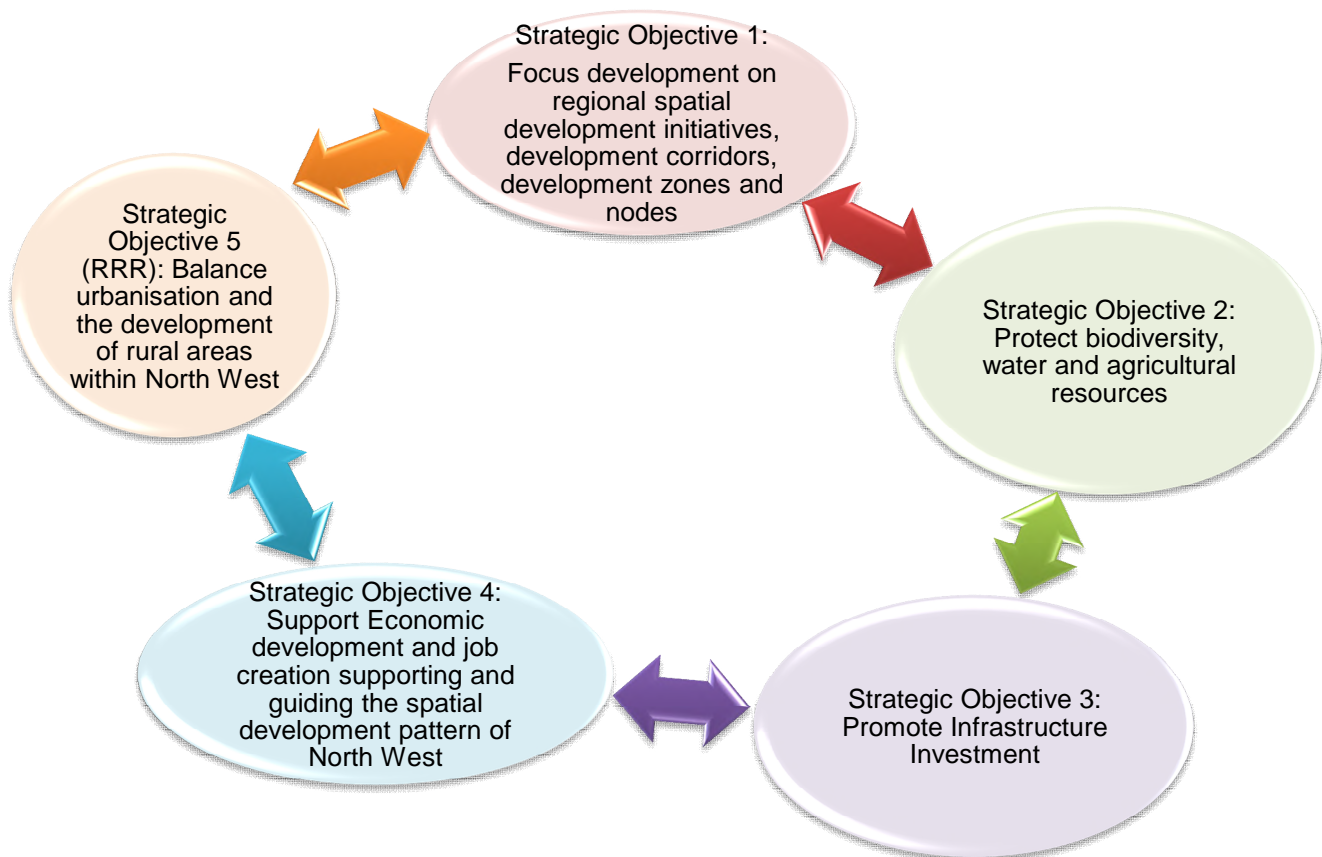 Strategic Objective 1:
Focus development on
regional spatial
development initiatives,
development corridors,
development zones and
nodes
Strategic Objective 2:
Protect biodiversity,
water and agricultural
resources
Strategic Objective 3:
Promote Infrastructure
Investment
Strategic Objective 4:
Support Economic
development and job
creation supporting and
guiding the spatial
development pattern of
North West
Strategic
Objective 5
(RRR): Balance
urbanisation and
the development
of rural areas
within North West